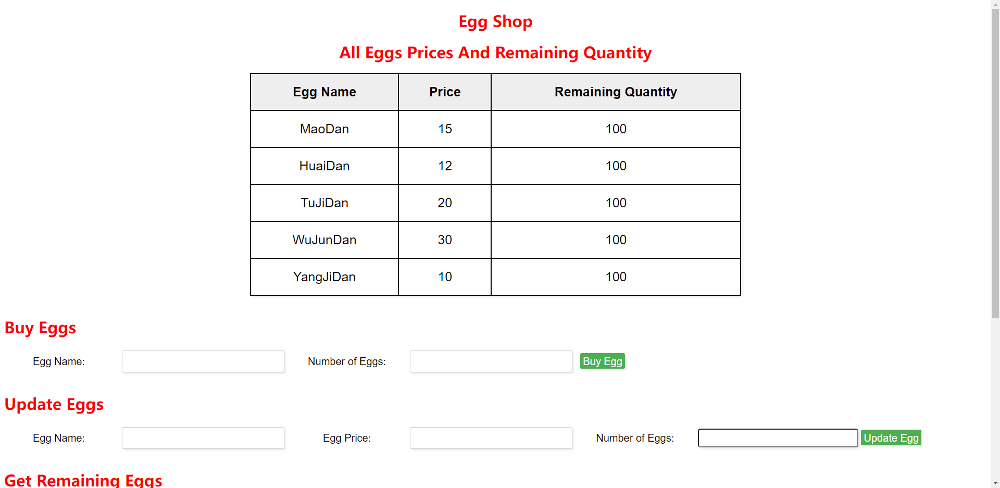 Egg Shop
All Eggs Prices And Remaining Quantity
Egg Name Price Remaining Quantity
MaoDan 15 100
HuaiDan 12 100
TuJiDan 20 100
WuJunDan 30 100
YangJiDan 10 100
Buy Eggs
Egg Name: Number of Eggs: Buy Egg
Update Eggs
Egg Name: Egg Price: Number of Eggs: Update Egg
Get Remaining Eggs